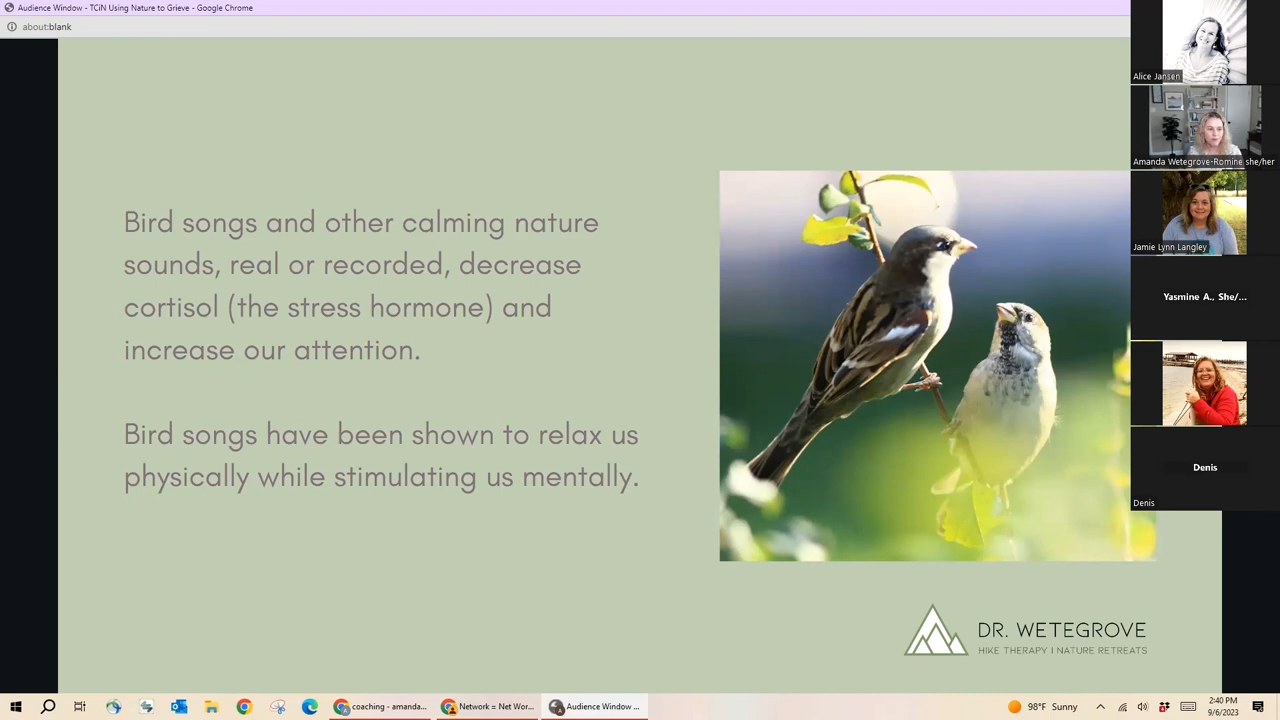 Audience Window - TCiN Using Nature to Grieve - Google Chrome
about:blank
Bird songs and other calming nature
sounds, real or recorded, decrease
cortisol (the stress hormone) and
increase our attention.
Bird songs have been shown to relax us
physically while stimulating us mentally.
DR. WETEGROVE
HIKE THERAPY | NATURE RETREATS
Alice Jansen
Amanda Wetegrove-Romine she/her
Jamie Lynn Langley
Yasmine A., She/...
Denis
Denis
coaching - amanda...
Network = Net Wor...
Audience Window ...
98°F Sunny
2:40 PM
9/6/2023